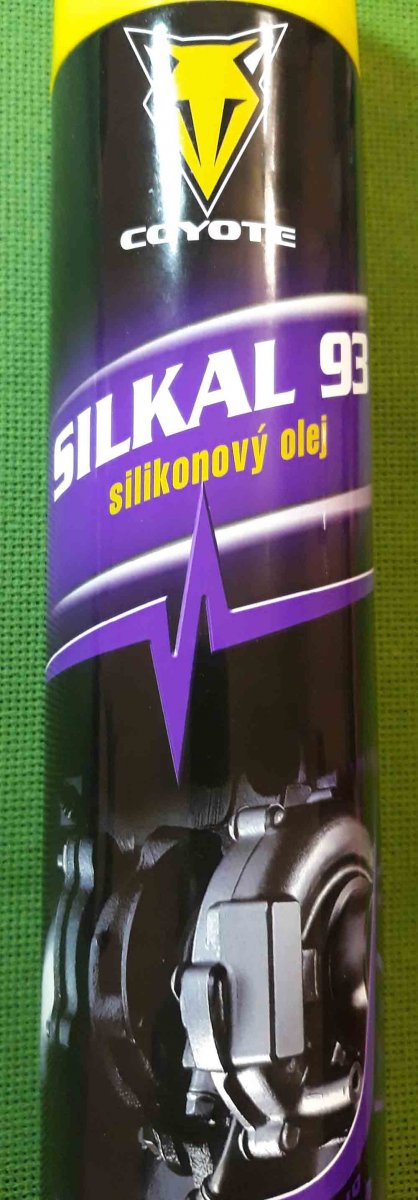 COYOTE
SILKAL 93
silikonový olej